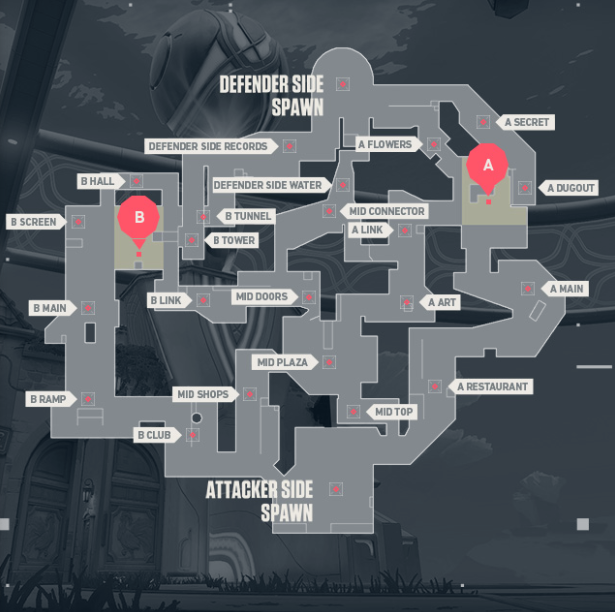 DEFENDER SIDE
SPAWN
A SECRET
DEFENDER SIDE RECORDS
A FLOWERS
A
B HALL
DEFENDER SIDE WATER
A DUGOUT
B
B SCREEN
B TUNNEL
MID CONNECTOR
A LINK
B TOWER
A MAIN
B MAIN
B LINK
MID DOORS
A ART
MID PLAZA
A RESTAURANT
B RAMP
MID SHOPS
MID TOP
B CLUB
ATTACKER SIDE
SPAWN